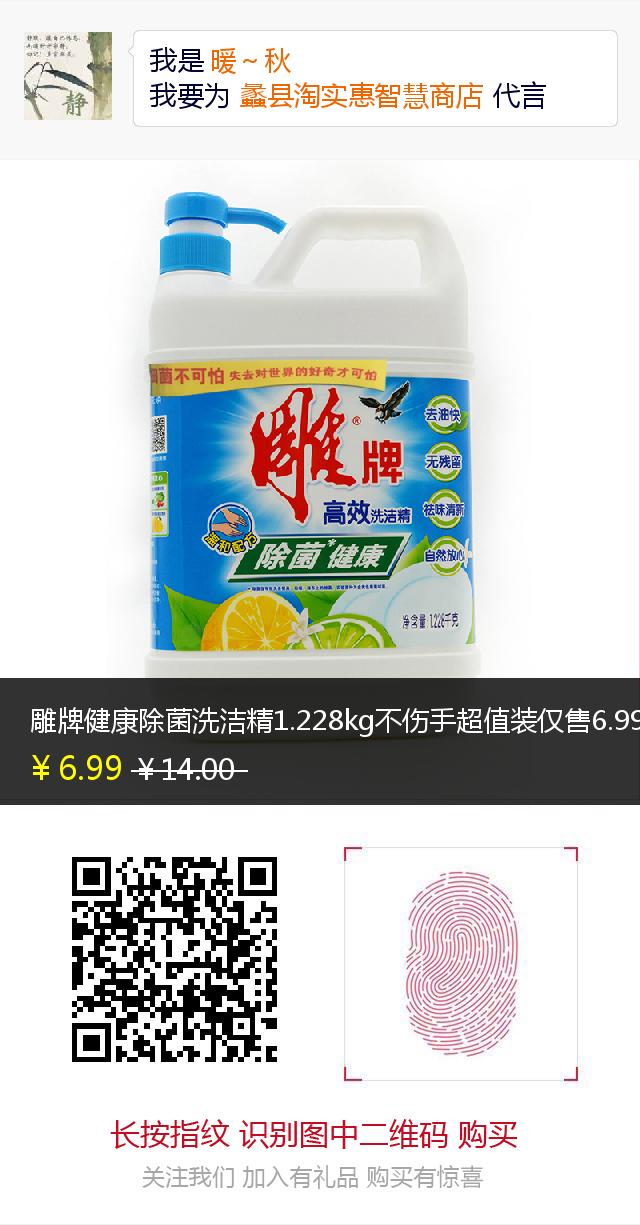 静
我是 暖～秋
我要为 蠡县淘实惠智慧商店 代言
菌不可怕 失去对世界的好奇才可怕
雕®牌
高效洗洁精
除菌*健康
温和配方
去油快
无残留
祛味清新
自然放心
净含量:1.228千克
雕牌健康除菌洗洁精1.228kg不伤手超值装仅售6.99
¥ 6.99 ¥ 14.00
长按指纹 识别图中二维码 购买
关注我们 加入有礼品 购买有惊喜